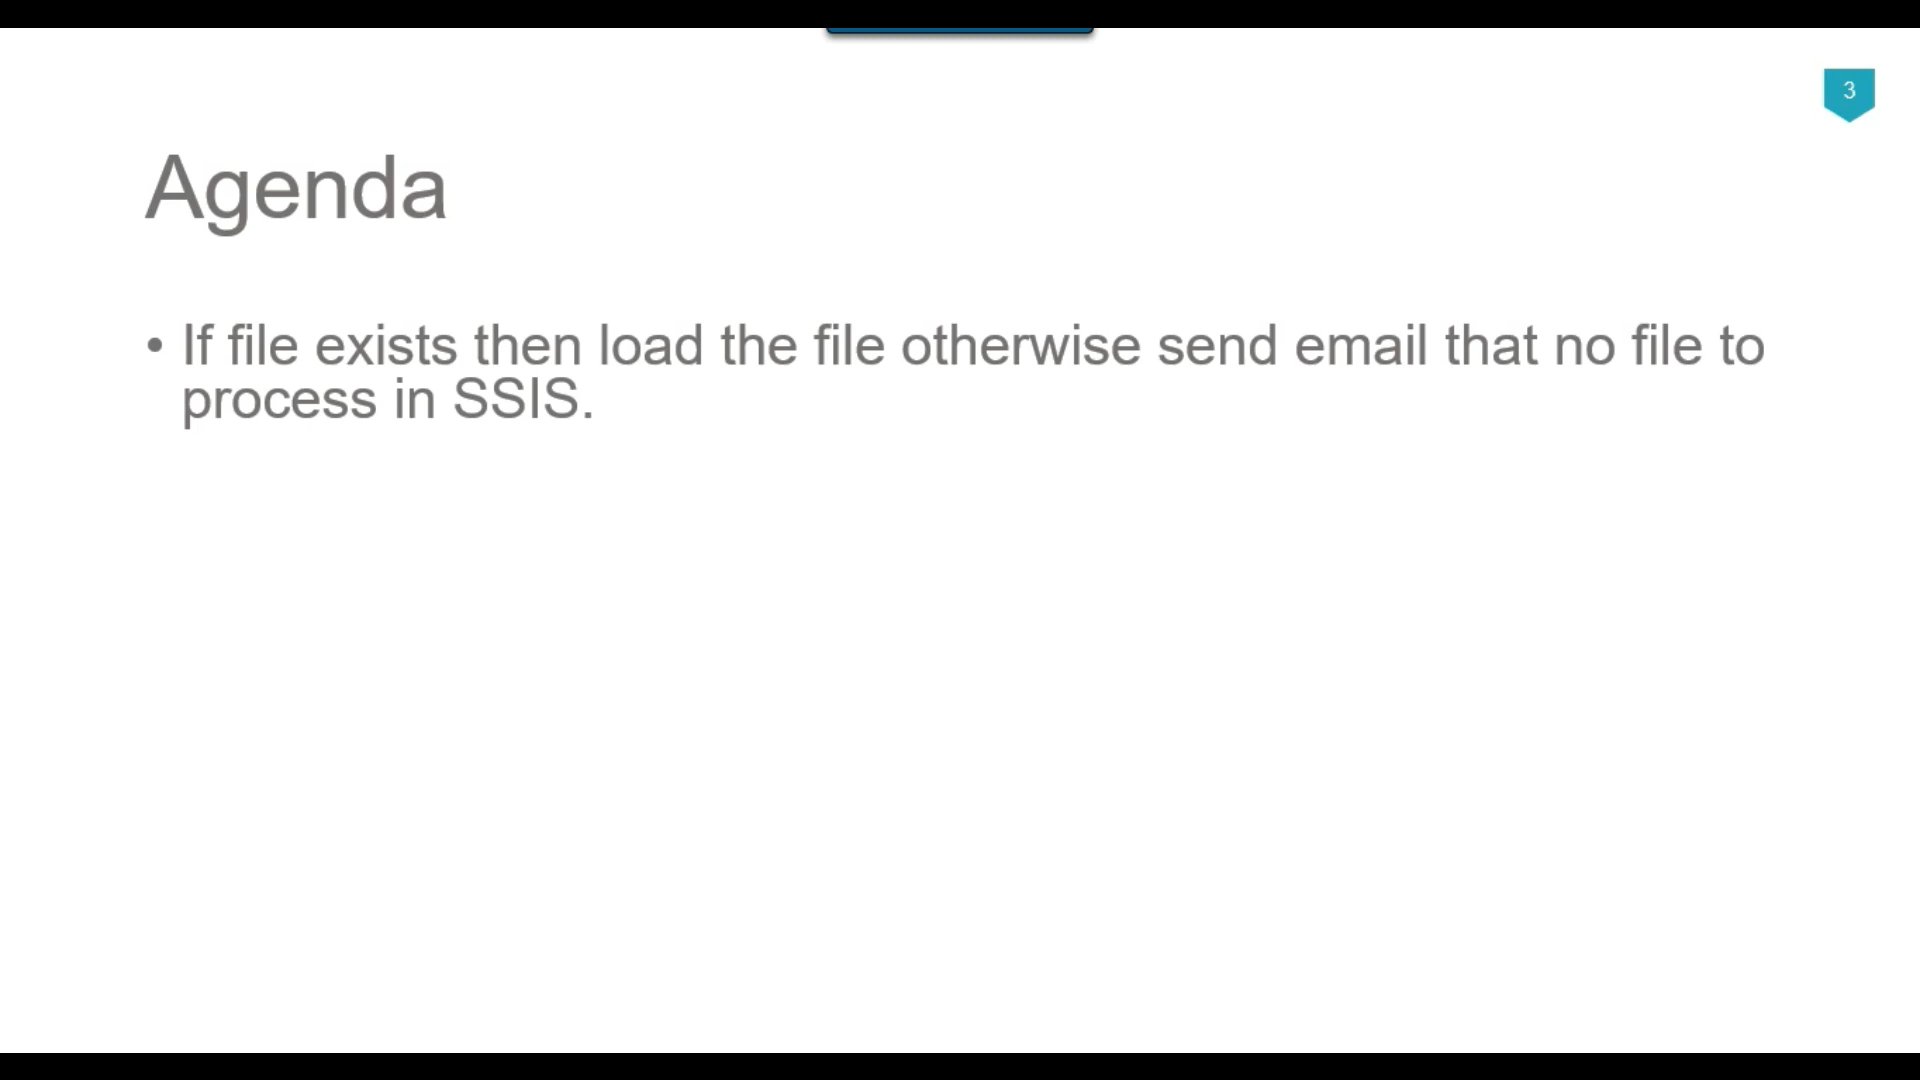 3
Agenda
• If file exists then load the file otherwise send email that no file to
process in SSIS.